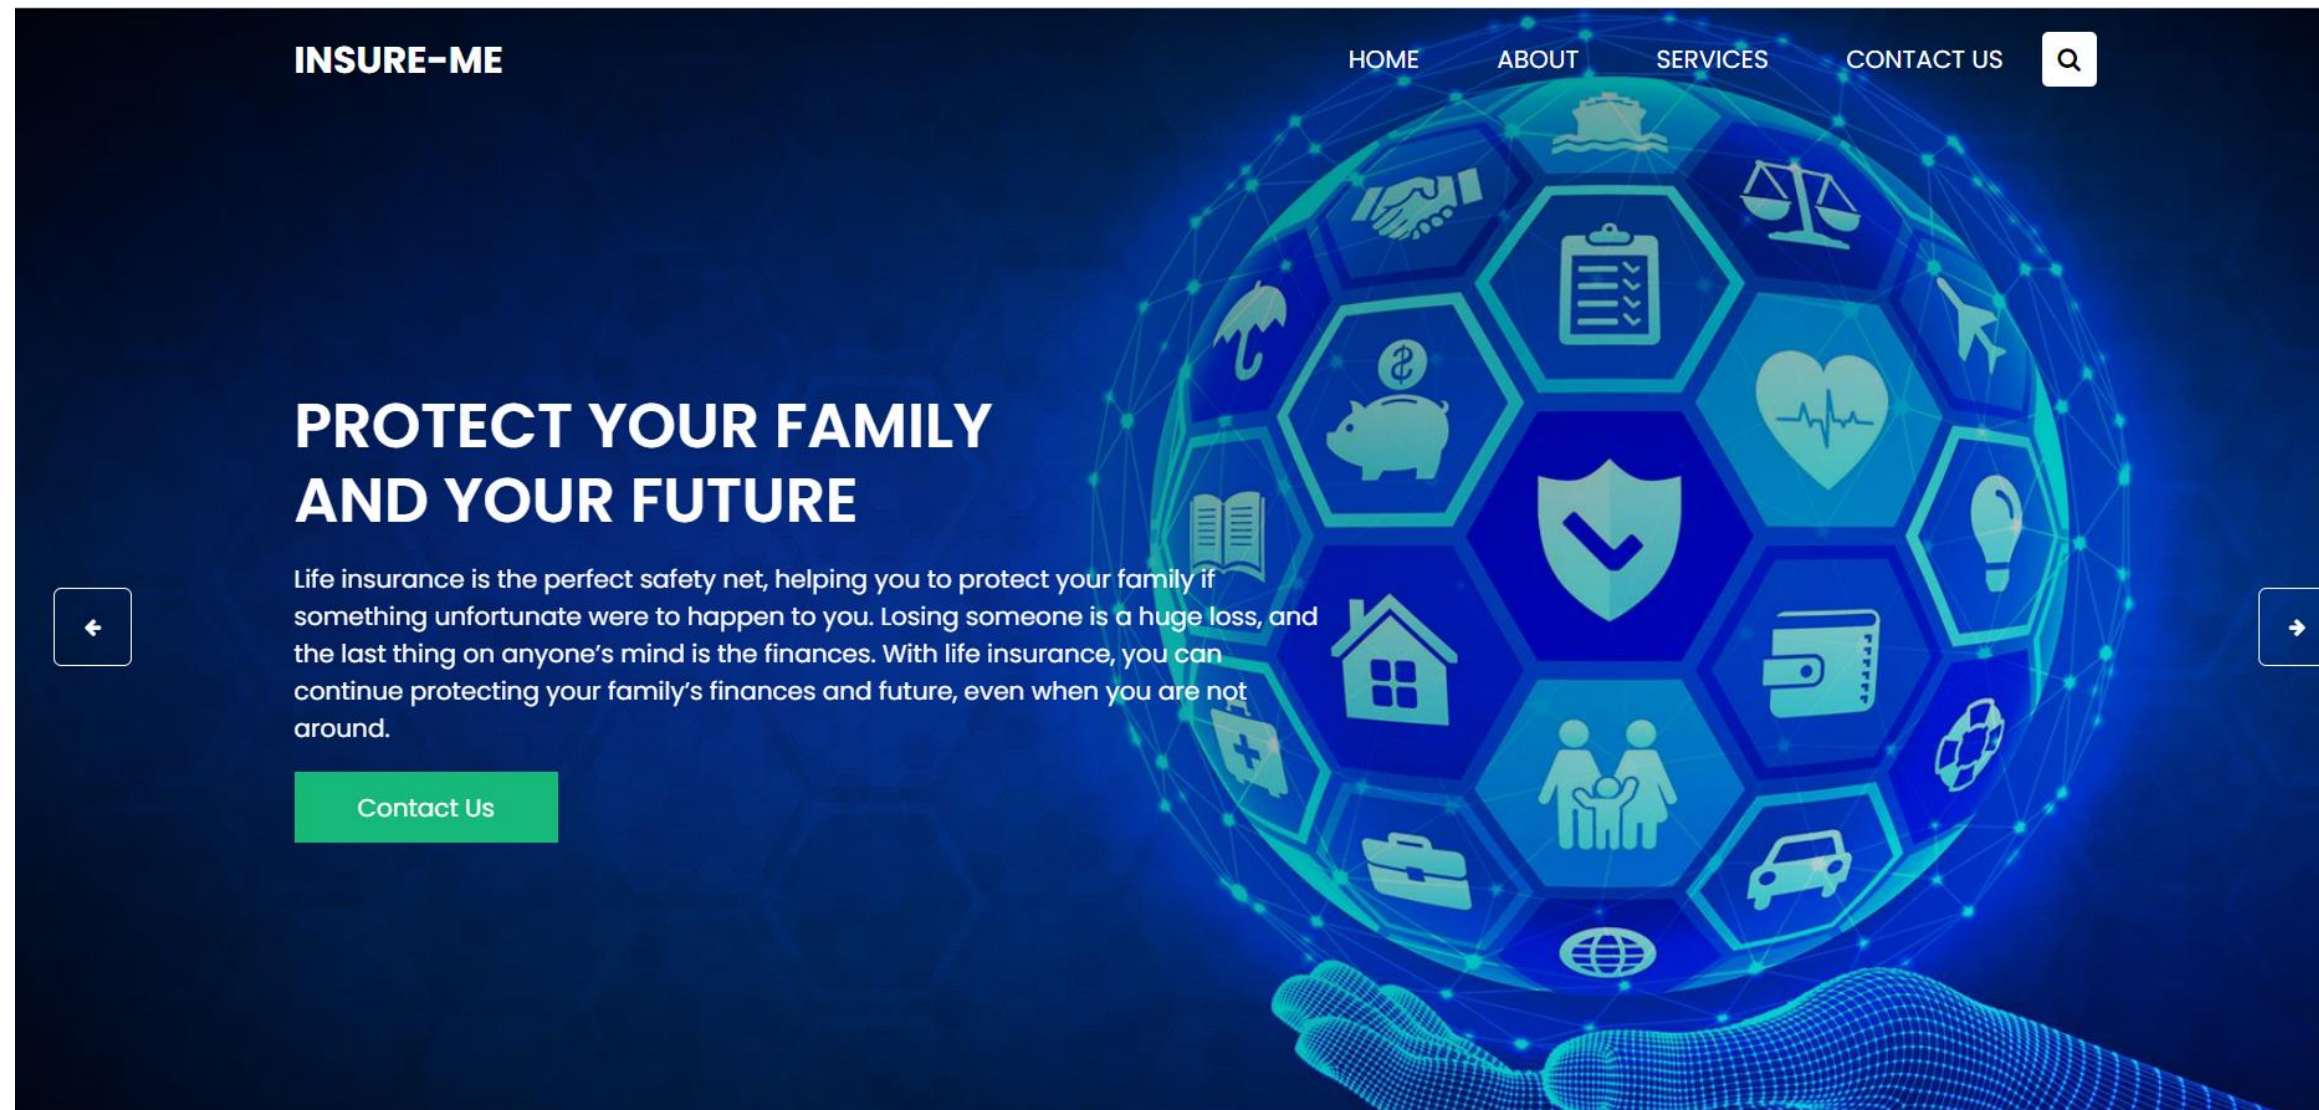 INSURE-ME
HOME ABOUT SERVICES CONTACT US
PROTECT YOUR FAMILY
AND YOUR FUTURE
Life insurance is the perfect safety net, helping you to protect your family if
something unfortunate were to happen to you. Losing someone is a huge loss, and
the last thing on anyone’s mind is the finances. With life insurance, you can
continue protecting your family’s finances and future, even when you are not
around.
Contact Us